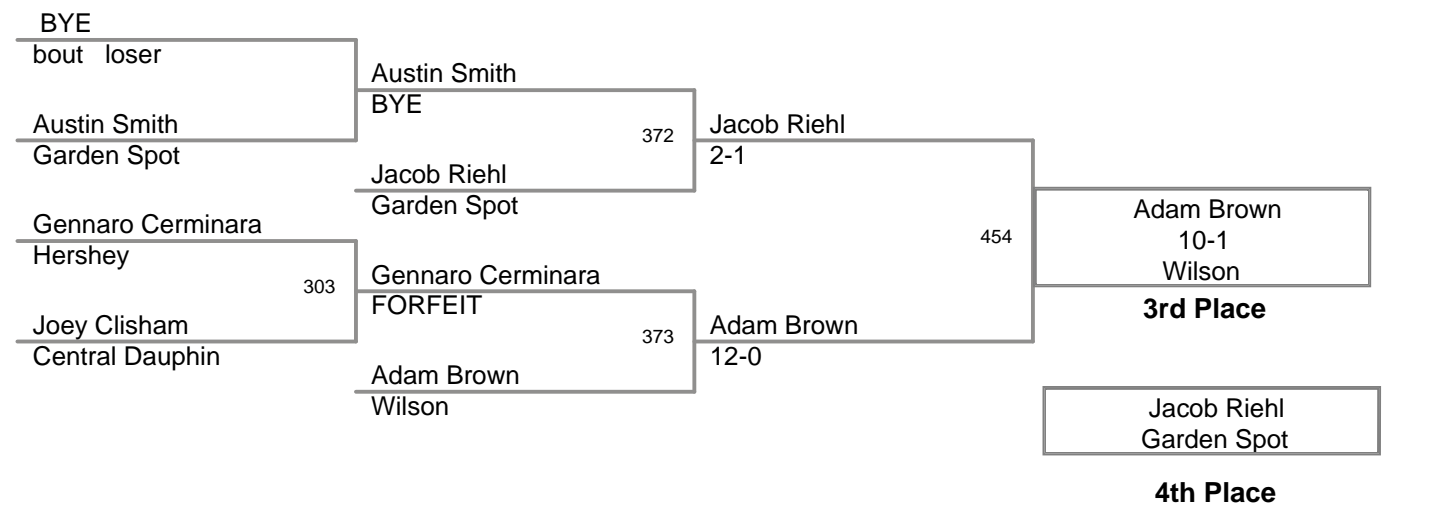 BYE
bout loser
Austin Smith
BYE
Austin Smith
Garden Spot
372
Jacob Riehl
2-1
Jacob Riehl
Garden Spot
Gennaro Cerminara
Hershey
303
Gennaro Cerminara
FORFEIT
Joey Clisham
Central Dauphin
373
Adam Brown
12-0
Adam Brown
Wilson
454
Adam Brown
10-1
Wilson
3rd Place
Jacob Riehl
Garden Spot
4th Place